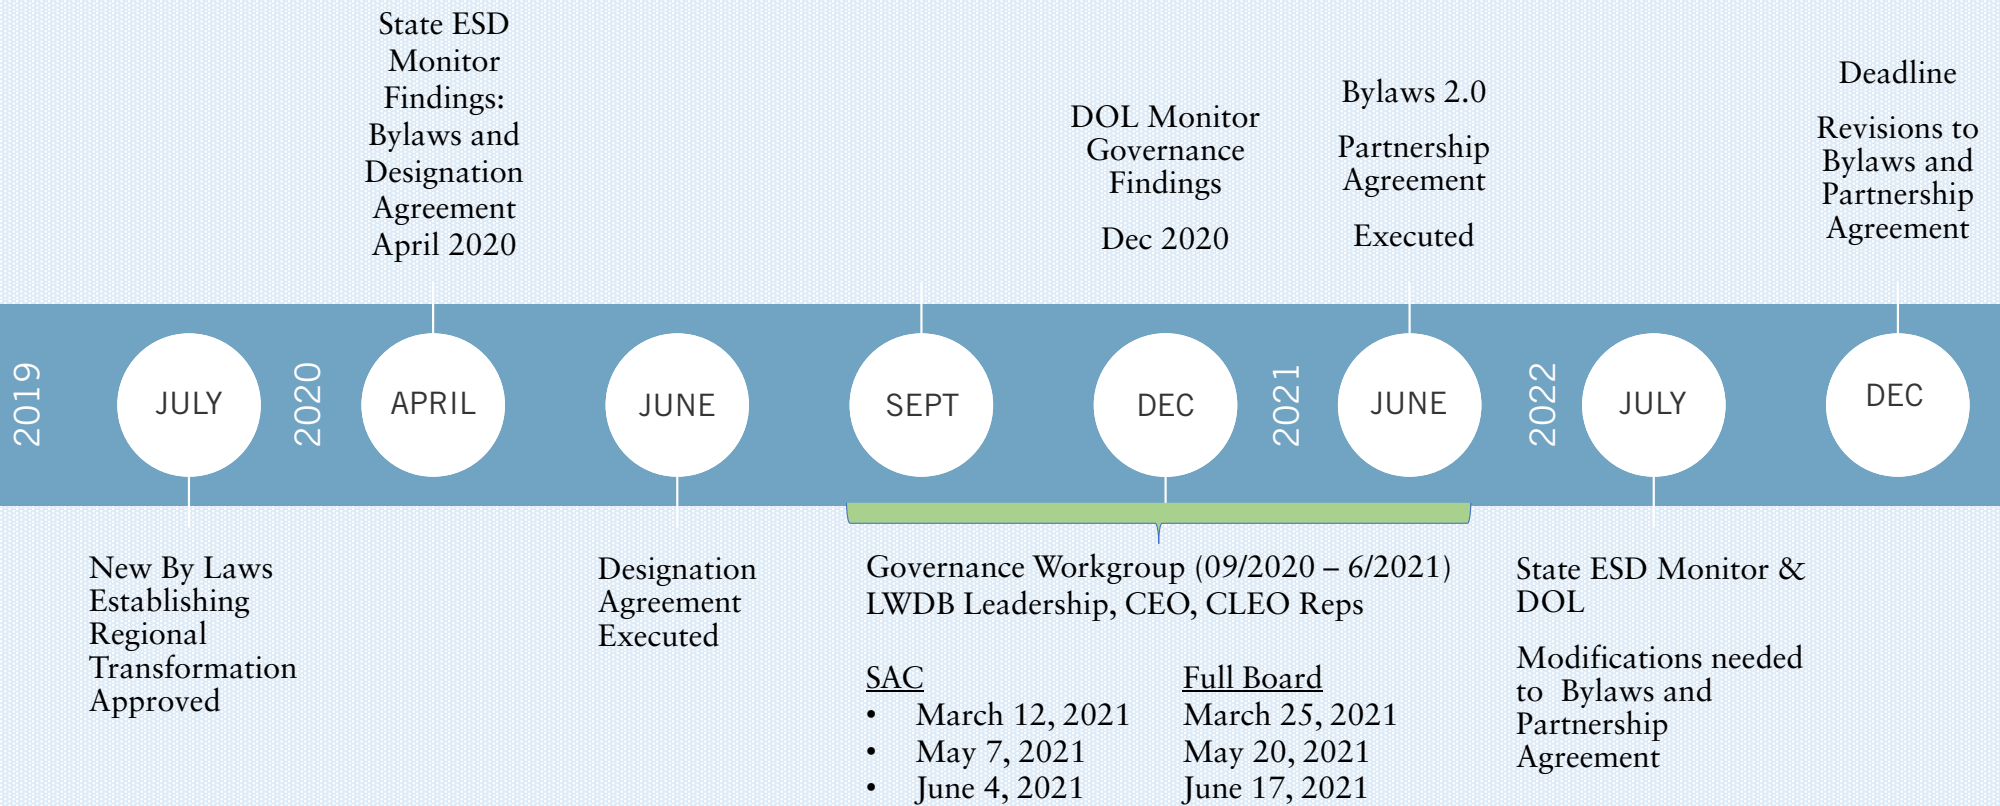 State ESD
Monitor
Findings:
Bylaws and
Designation
Agreement
April 2020
DOL Monitor
Governance
Findings
Dec 2020
Bylaws 2.0
Partnership
Agreement
Executed
Deadline
Revisions to
Bylaws and
Partnership
Agreement
2019
JULY
2020
APRIL
JUNE
SEPT
DEC
2021
JUNE
2022
JULY
DEC
New By Laws
Establishing
Regional
Transformation
Approved
Designation
Agreement
Executed
Governance Workgroup (09/2020 – 6/2021)
LWDB Leadership, CEO, CLEO Reps
SAC
• March 12, 2021
• May 7, 2021
• June 4, 2021
Full Board
March 25, 2021
May 20, 2021
June 17, 2021
State ESD Monitor &
DOL
Modifications needed
to Bylaws and
Partnership
Agreement